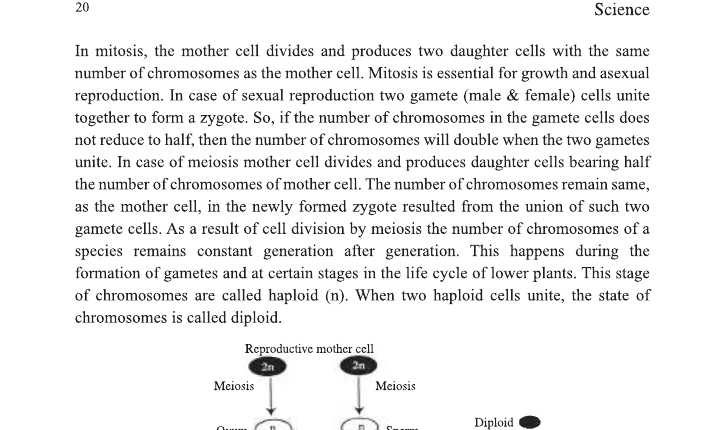 20 Science
In mitosis, the mother cell divides and produces two daughter cells with the same
number of chromosomes as the mother cell. Mitosis is essential for growth and asexual
reproduction. In case of sexual reproduction two gamete (male & female) cells unite
together to form a zygote. So, if the number of chromosomes in the gamete cells does
not reduce to half, then the number of chromosomes will double when the two gametes
unite. In case of meiosis mother cell divides and produces daughter cells bearing half
the number of chromosomes of mother cell. The number of chromosomes remain same,
as the mother cell, in the newly formed zygote resulted from the union of such two
gamete cells. As a result of cell division by meiosis the number of chromosomes of a
species remains constant generation after generation. This happens during the
formation of gametes and at certain stages in the life cycle of lower plants. This stage
of chromosomes are called haploid (n). When two haploid cells unite, the state of
chromosomes is called diploid.
Reproductive mother cell
2n 2n
Meiosis Meiosis
Diploid
Ovum n n Sperm